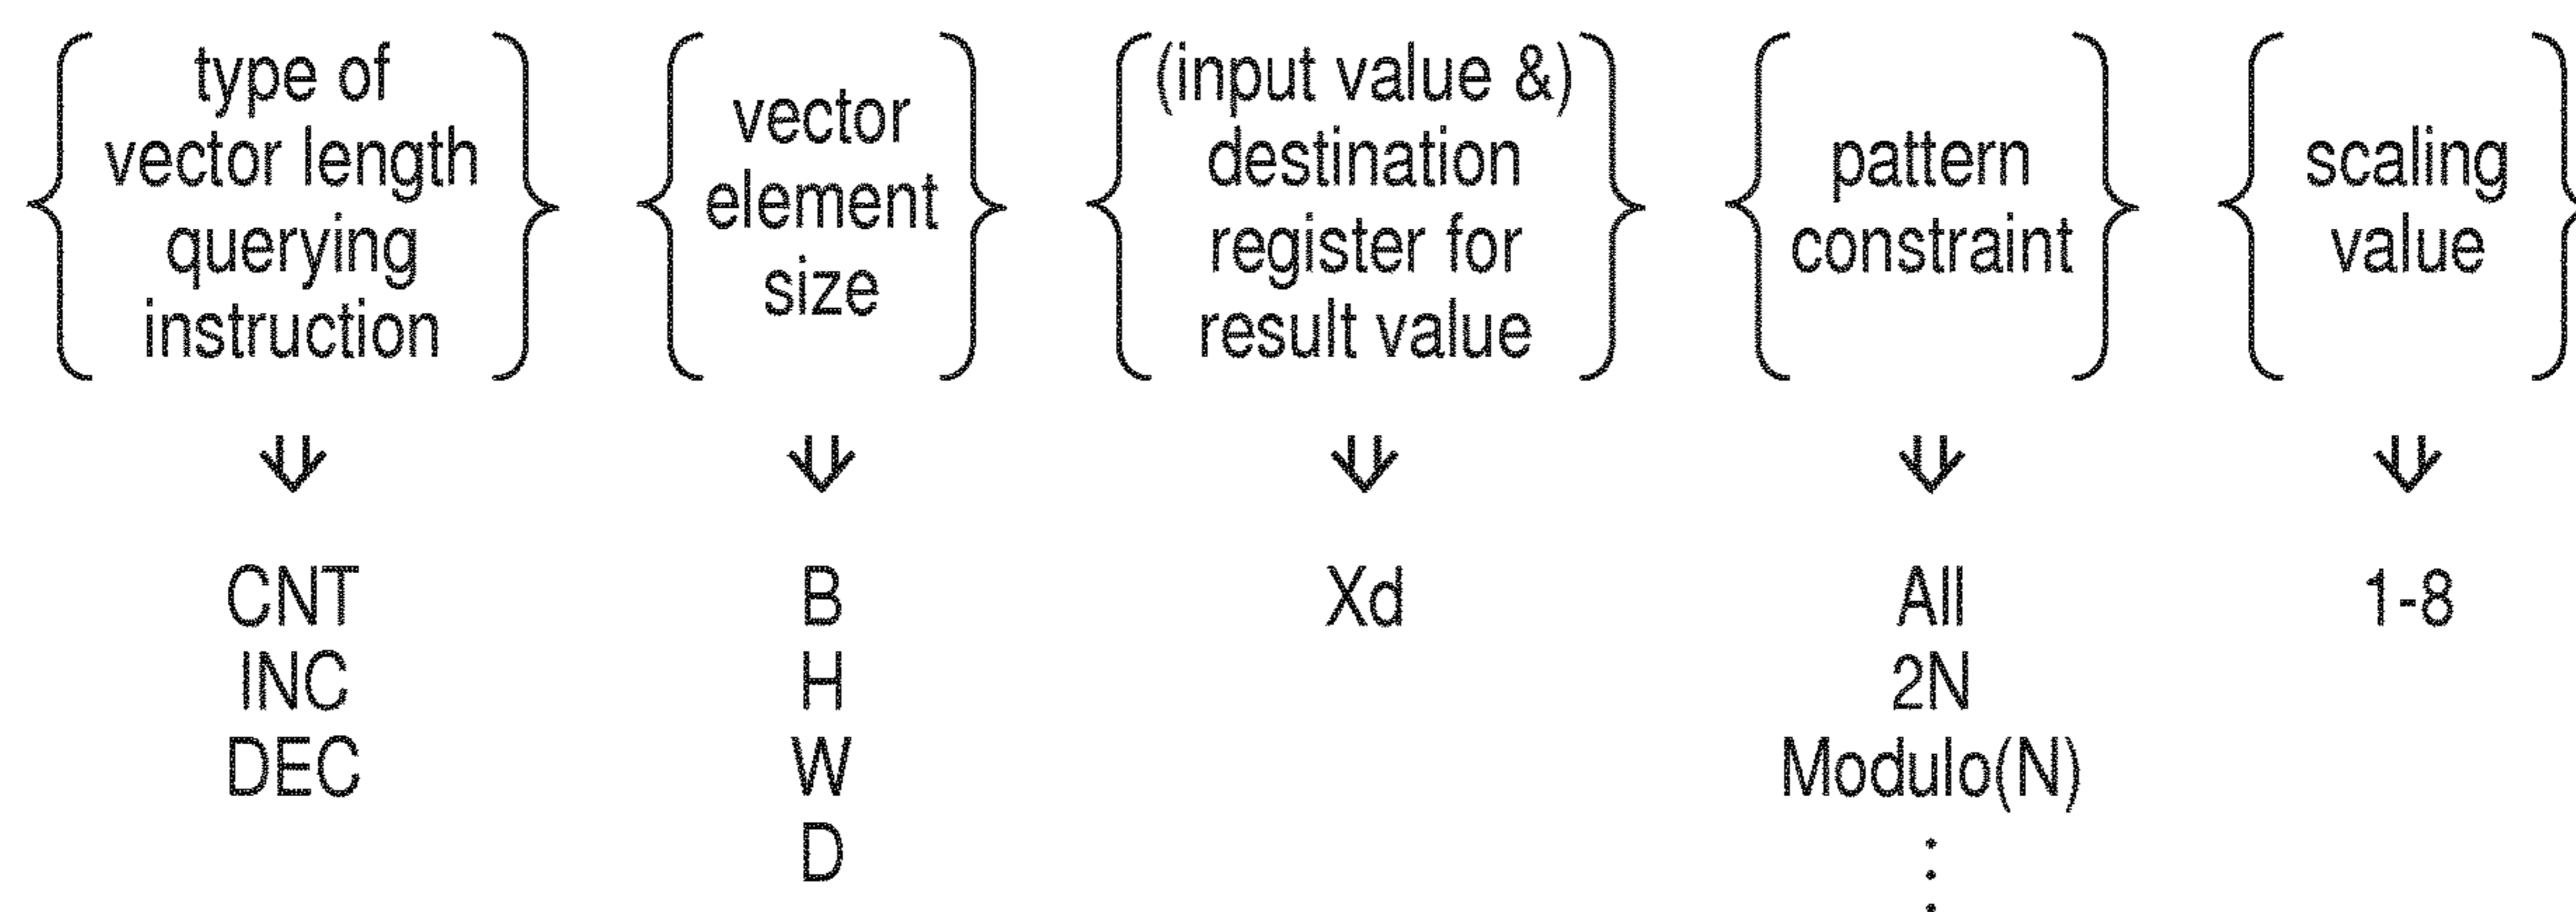 type of
vector length
querying
instruction
vector
element
size
(input value &)
destination
register for
result value
pattern
constraint
scaling
value
CNT
INC
DEC
B
H
W
D
Xd
All
2N
Modulo(N)
1-8